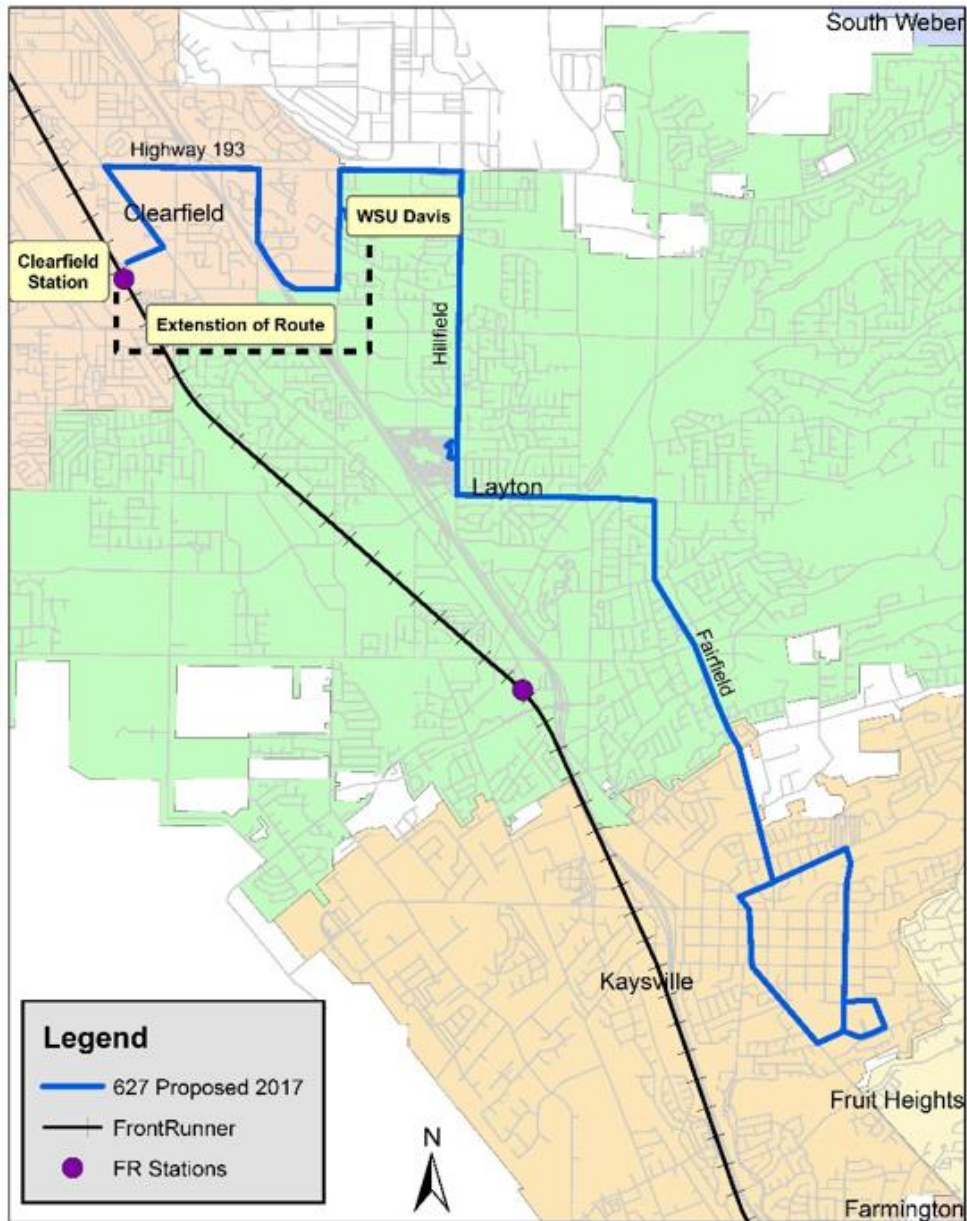 South Weber
Highway 193
Clearfield
WSU Davis
Clearfield
Station
Extenstion of Route
Hillfield
Layton
Fairfield
Kaysville
Fruit Heights
Farmington
Legend
627 Proposed 2017
FrontRunner
FR Stations
N